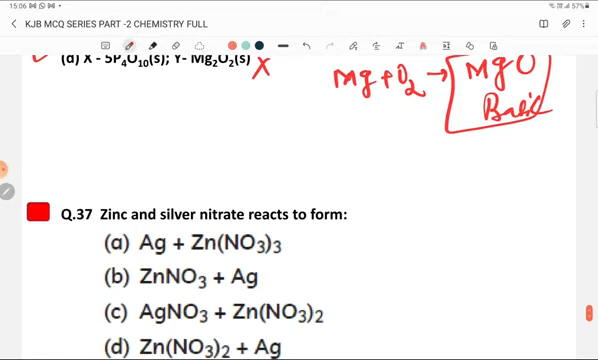 15:06
57%
KJB MCQ SERIES PART -2 CHEMISTRY FULL
(d) X - 5P4O10(s); Y- Mg2O2(s) X
Mg + O2 → MgO
Basic
Q.37 Zinc and silver nitrate reacts to form:
(a) Ag + Zn(NO3)3
(b) ZnNO3 + Ag
(c) AgNO3 + Zn(NO3)2
(d) Zn(NO3)2 + Ag